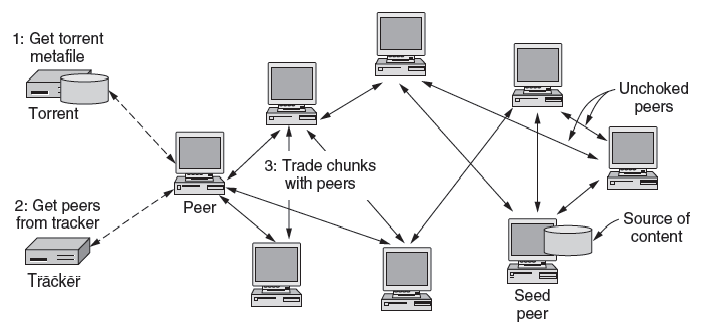 1: Get torrent
metafile
Torrent
2: Get peers
from tracker
Tracker
Peer
3: Trade chunks
with peers
Unchoked
peers
Source of
content
Seed
peer